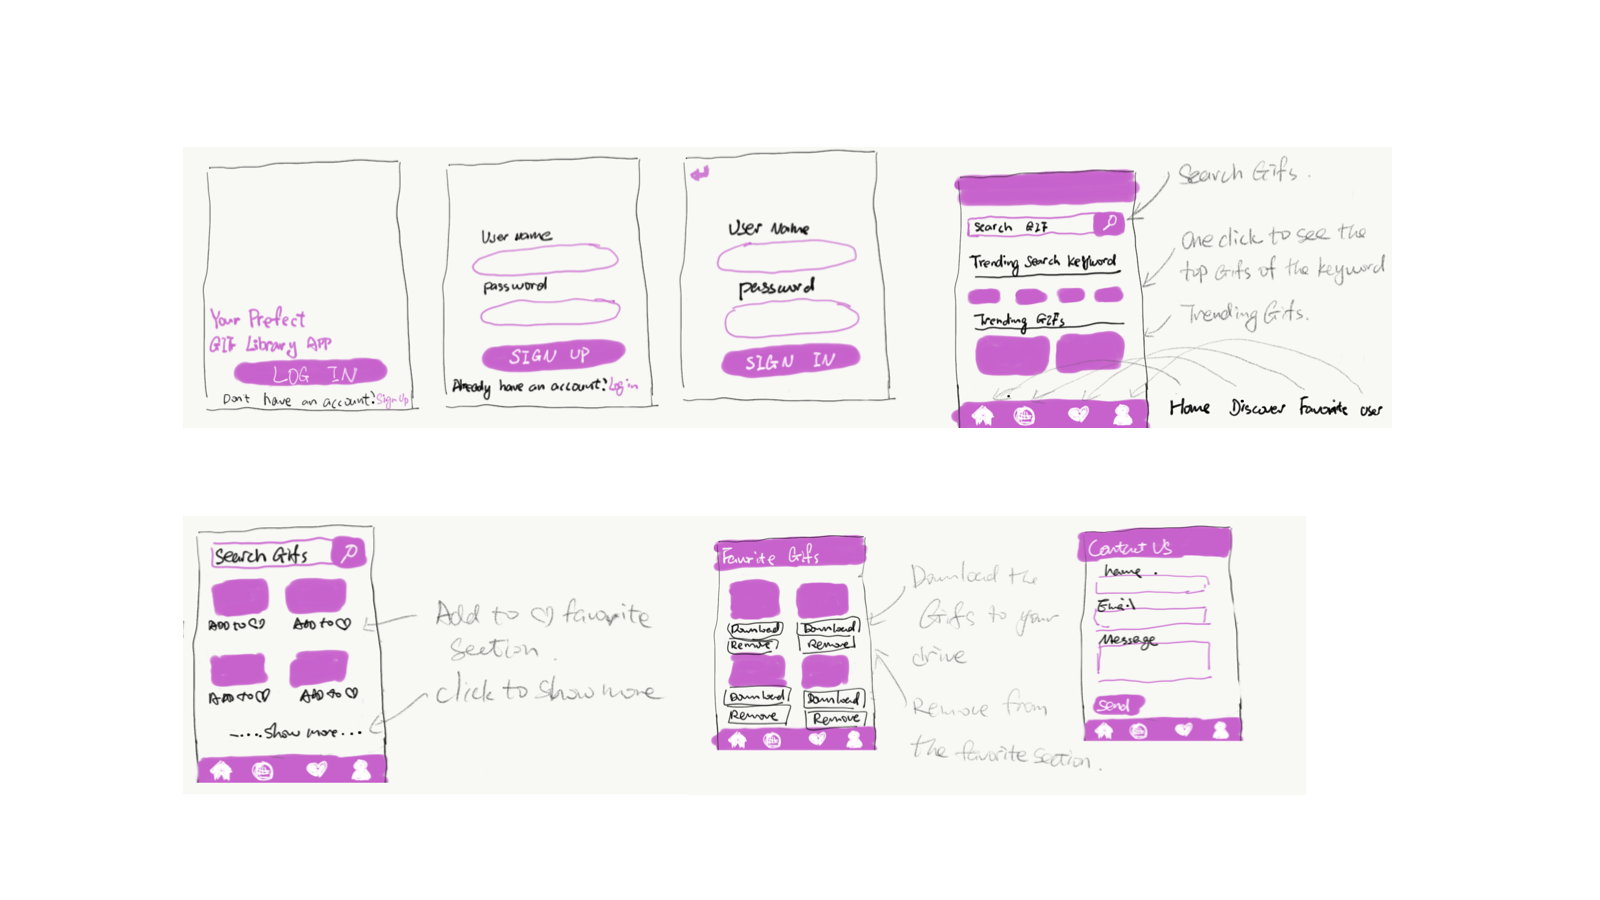 Your Prefect
GIF Library APP
LOG IN
Don't have an account? Sign Up
User name
password
SIGN UP
Already have an account? Log in
User Name
password
SIGN IN
Search GIF
Trending Search Keyword
Trending GIFs
Search Gifs.
One click to see the
top Gifs of the keyword
Trending Gifs.
Home Discover Favorite user
Search Gifs
Add to ♡ Add to ♡
Add to ♡ Add to ♡
-....Show more...
Add to ♡ favorite
section.
click to show more
Favorite Gifs
Download Download
Remove Remove
Download Download
Remove Remove
Download the
Gifs to your
drive
Remove from
the favorite section.
Contact Us
Name.
Email
Message
Send